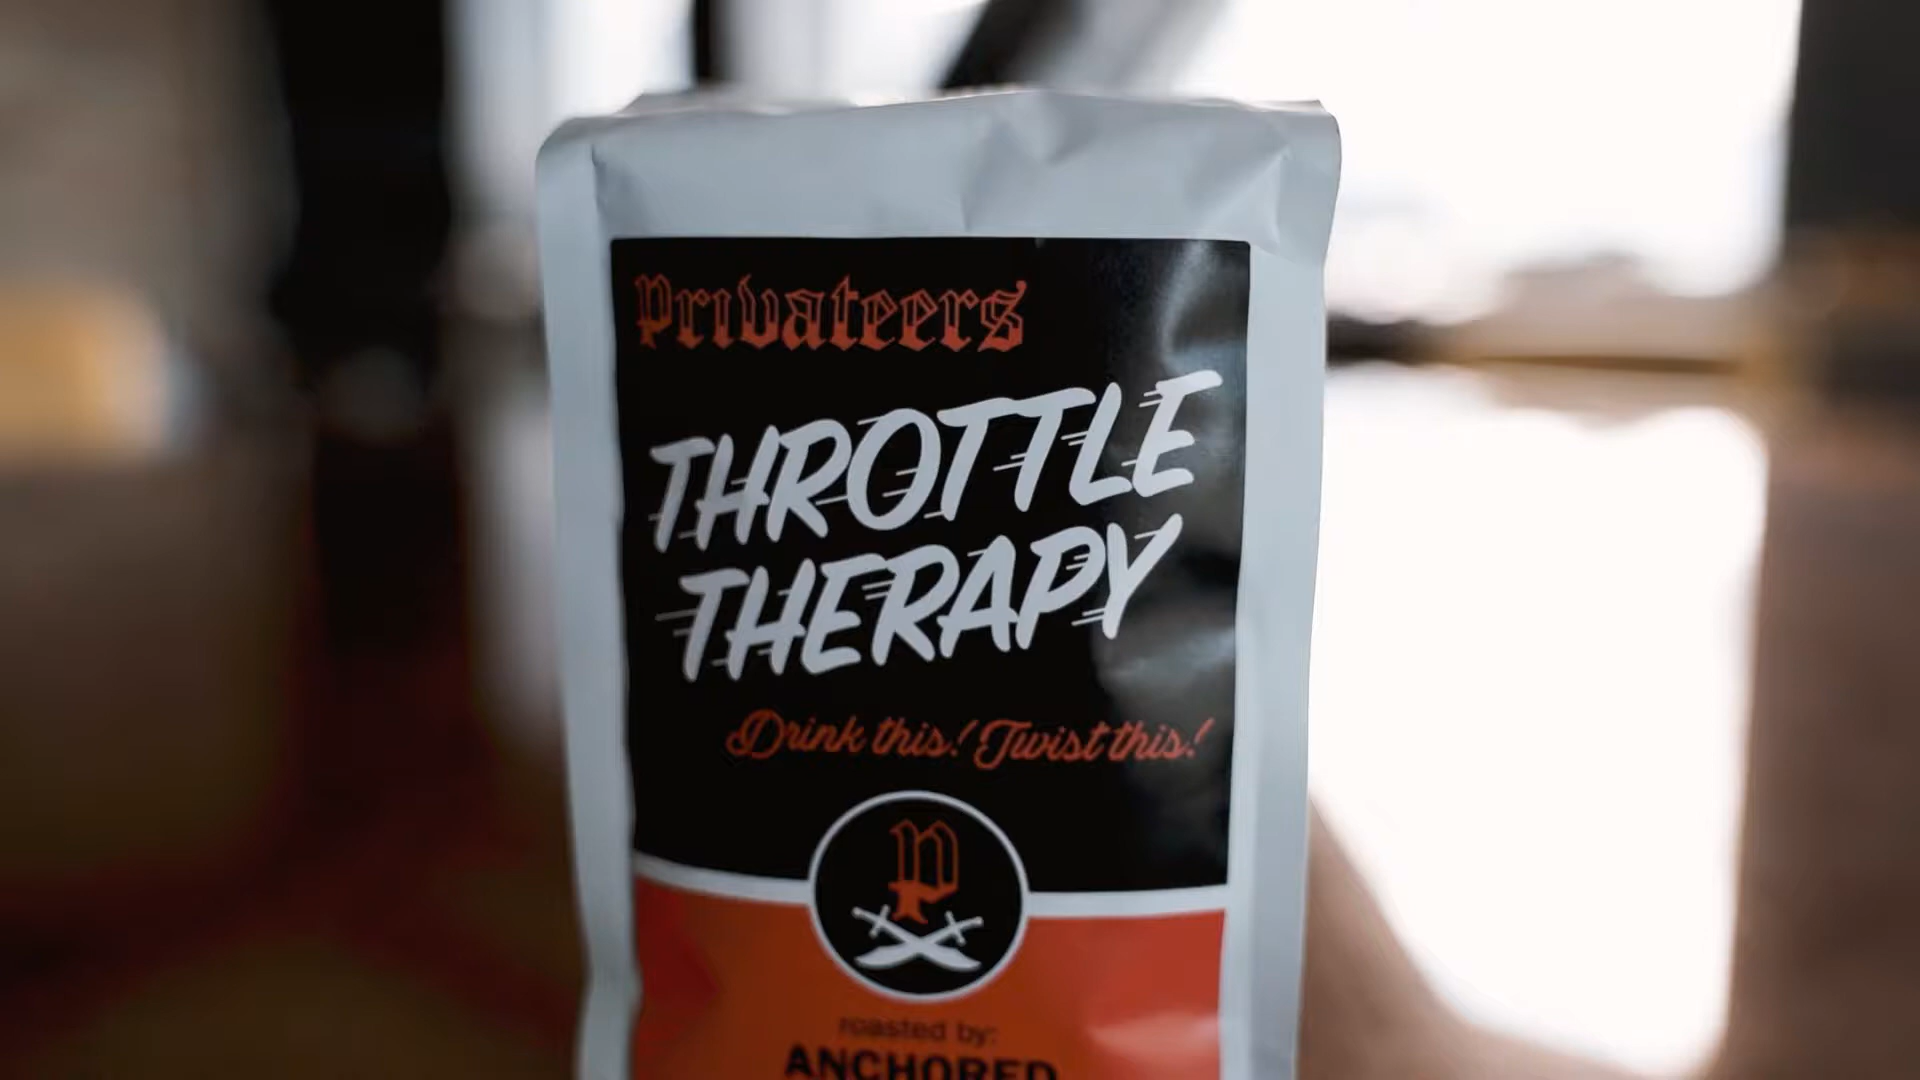 Privateers
THROTTLE
THERAPY
Drink this! Twist this!
P
roasted by:
ANCHORED